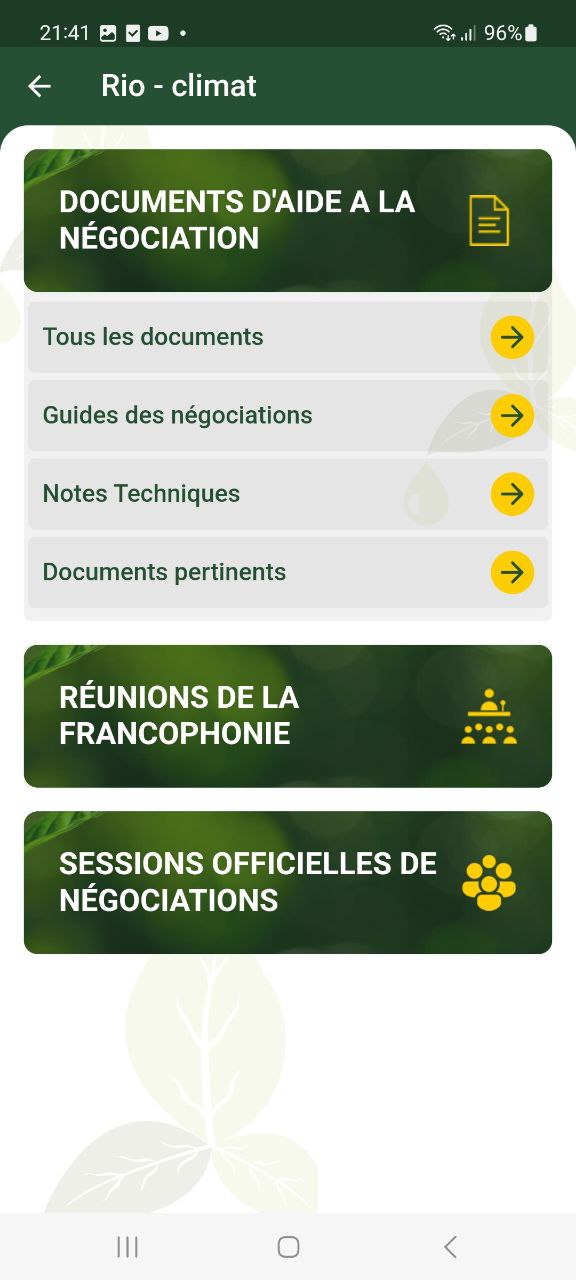 21:41
96%
Rio - climat
DOCUMENTS D'AIDE A LA
NÉGOCIATION
Tous les documents
Guides des négociations
Notes Techniques
Documents pertinents
RÉUNIONS DE LA
FRANCOPHONIE
SESSIONS OFFICIELLES DE
NÉGOCIATIONS